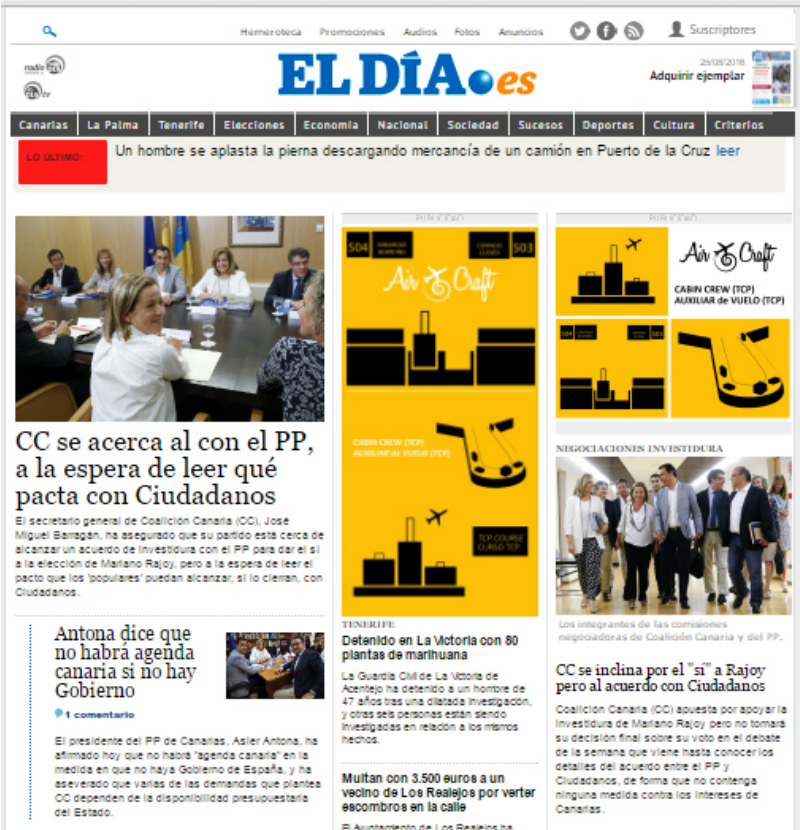 Hemeroteca Promociones Audios Fotos Anuncios
Suscriptores
radio
tv
EL DÍA.es
25/08/2016
Adquirir ejemplar
Canarias La Palma Tenerife Elecciones Economía Nacional Sociedad Sucesos Deportes Cultura Criterios
LO ÚLTIMO:
Un hombre se aplasta la pierna descargando mercancía de un camión en Puerto de la Cruz leer
CC se acerca al con el PP,
a la espera de leer qué
pacta con Ciudadanos
El secretario general de Coalición Canaria (CC), José
Miguel Barragán, ha asegurado que su partido está cerca de
alcanzar un acuerdo de investidura con el PP para dar el sí
a la elección de Mariano Rajoy, pero a la espera de leer el
pacto que los 'populares' puedan alcanzar, si lo cierran, con
Ciudadanos.
Antona dice que
no habrá agenda
canaria si no hay
Gobierno
1 comentario
El presidente del PP de Canarias, Asier Antona, ha
afirmado hoy que no habrá "agenda canaria" en la
medida en que no haya Gobierno de España, y ha
aseverado que varias de las demandas que plantea
CC dependen de la disponibilidad presupuestaria
del Estado.
PUBLICIDAD
504
503
Air Craft
CABIN CREW (TCP)
AUXILIAR de VUELO (TCP)
TCP COURSE
CURSO TCP
TENERIFE
Detenido en La Victoria con 80
plantas de marihuana
La Guardia Civil de La Victoria de
Acentejo ha detenido a un hombre de
47 años tras una dilatada investigación,
y otras seis personas están siendo
investigadas en relación a los mismos
hechos.
Multan con 3.500 euros a un
vecino de Los Realejos por verter
escombros en la calle
El Ayuntamiento de Los Realejos ha
PUBLICIDAD
Air Craft
CABIN CREW (TCP)
AUXILIAR de VUELO (TCP)
504
503
NEGOCIACIONES INVESTIDURA
Los integrantes de las comisiones
negociadoras de Coalición Canaria y del PP.
CC se inclina por el "sí" a Rajoy
pero al acuerdo con Ciudadanos
Coalición Canaria (CC) apuesta por apoyar la
investidura de Mariano Rajoy pero no tomará
su decisión final sobre su voto en el debate
de la semana que viene hasta conocer los
detalles del acuerdo entre el PP y
Ciudadanos, de forma que no contenga
ninguna medida contra los intereses de
Canarias.